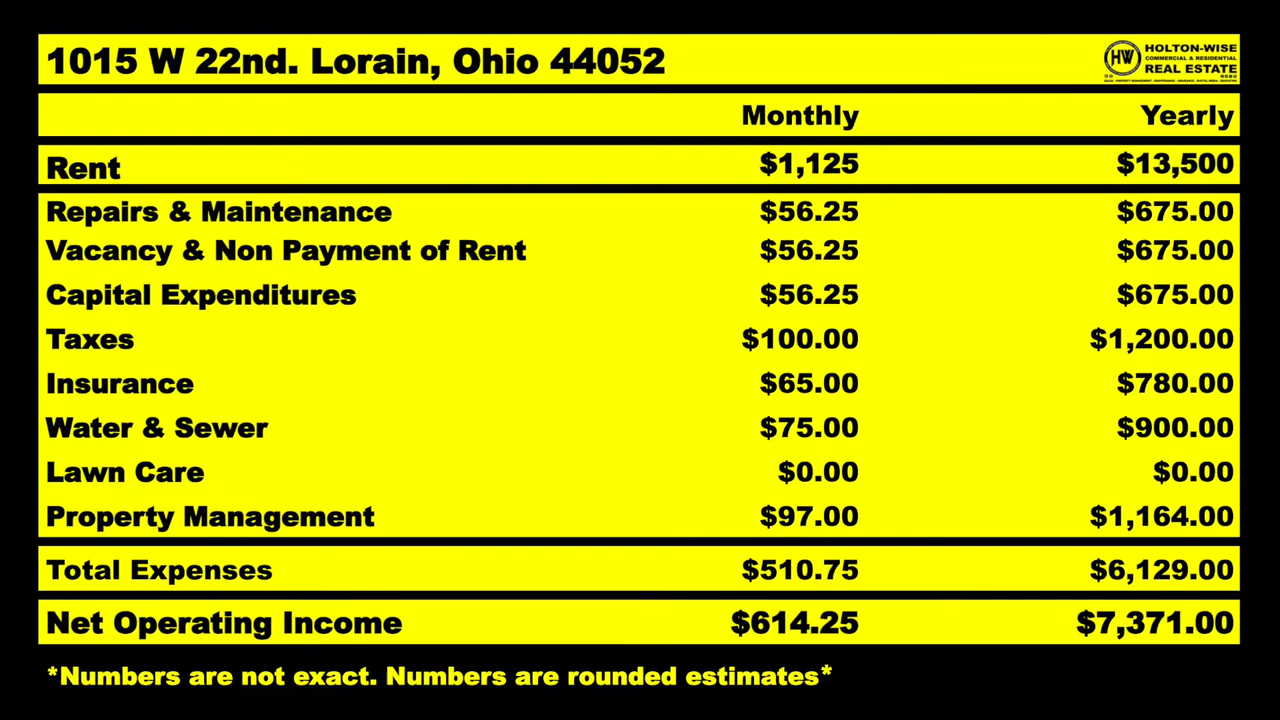 1015 W 22nd. Lorain, Ohio 44052
HW
HOLTON-WISE
COMMERCIAL & RESIDENTIAL
REAL ESTATE
Monthly Yearly
Rent $1,125 $13,500
Repairs & Maintenance $56.25 $675.00
Vacancy & Non Payment of Rent $56.25 $675.00
Capital Expenditures $56.25 $675.00
Taxes $100.00 $1,200.00
Insurance $65.00 $780.00
Water & Sewer $75.00 $900.00
Lawn Care $0.00 $0.00
Property Management $97.00 $1,164.00
Total Expenses $510.75 $6,129.00
Net Operating Income $614.25 $7,371.00
*Numbers are not exact. Numbers are rounded estimates*